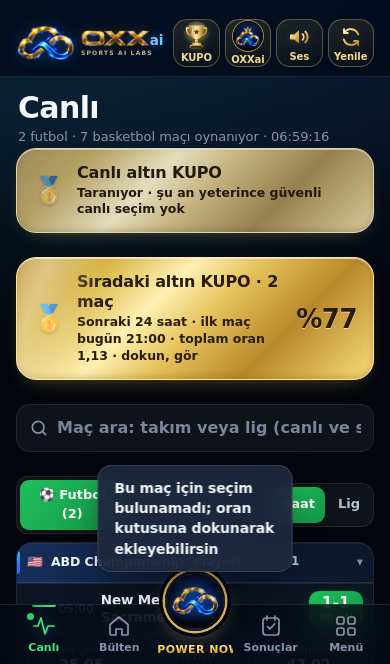 OXX ai
SPORTS AI LABS
KUPO
OXXai
Ses
Yenile
Canlı
2 futbol · 7 basketbol maçı oynanıyor · 06:59:16
Canlı altın KUPO
Taranıyor · şu an yeterince güvenli
canlı seçim yok
Sıradaki altın KUPO · 2
maç
%77
Sonraki 24 saat · ilk maç
bugün 21:00 · toplam oran
1,13 · dokun, gör
Maç ara: takım veya lig (canlı ve s
⚽ Futbo
(2)
aat
Lig
Bu maç için seçim
bulunamadı; oran
kutusuna dokunarak
ekleyebilirsin
🇺🇸 ABD
1
New Me
1-1
Canlı
Bülten
POWER NOW
Sonuçlar
Menü